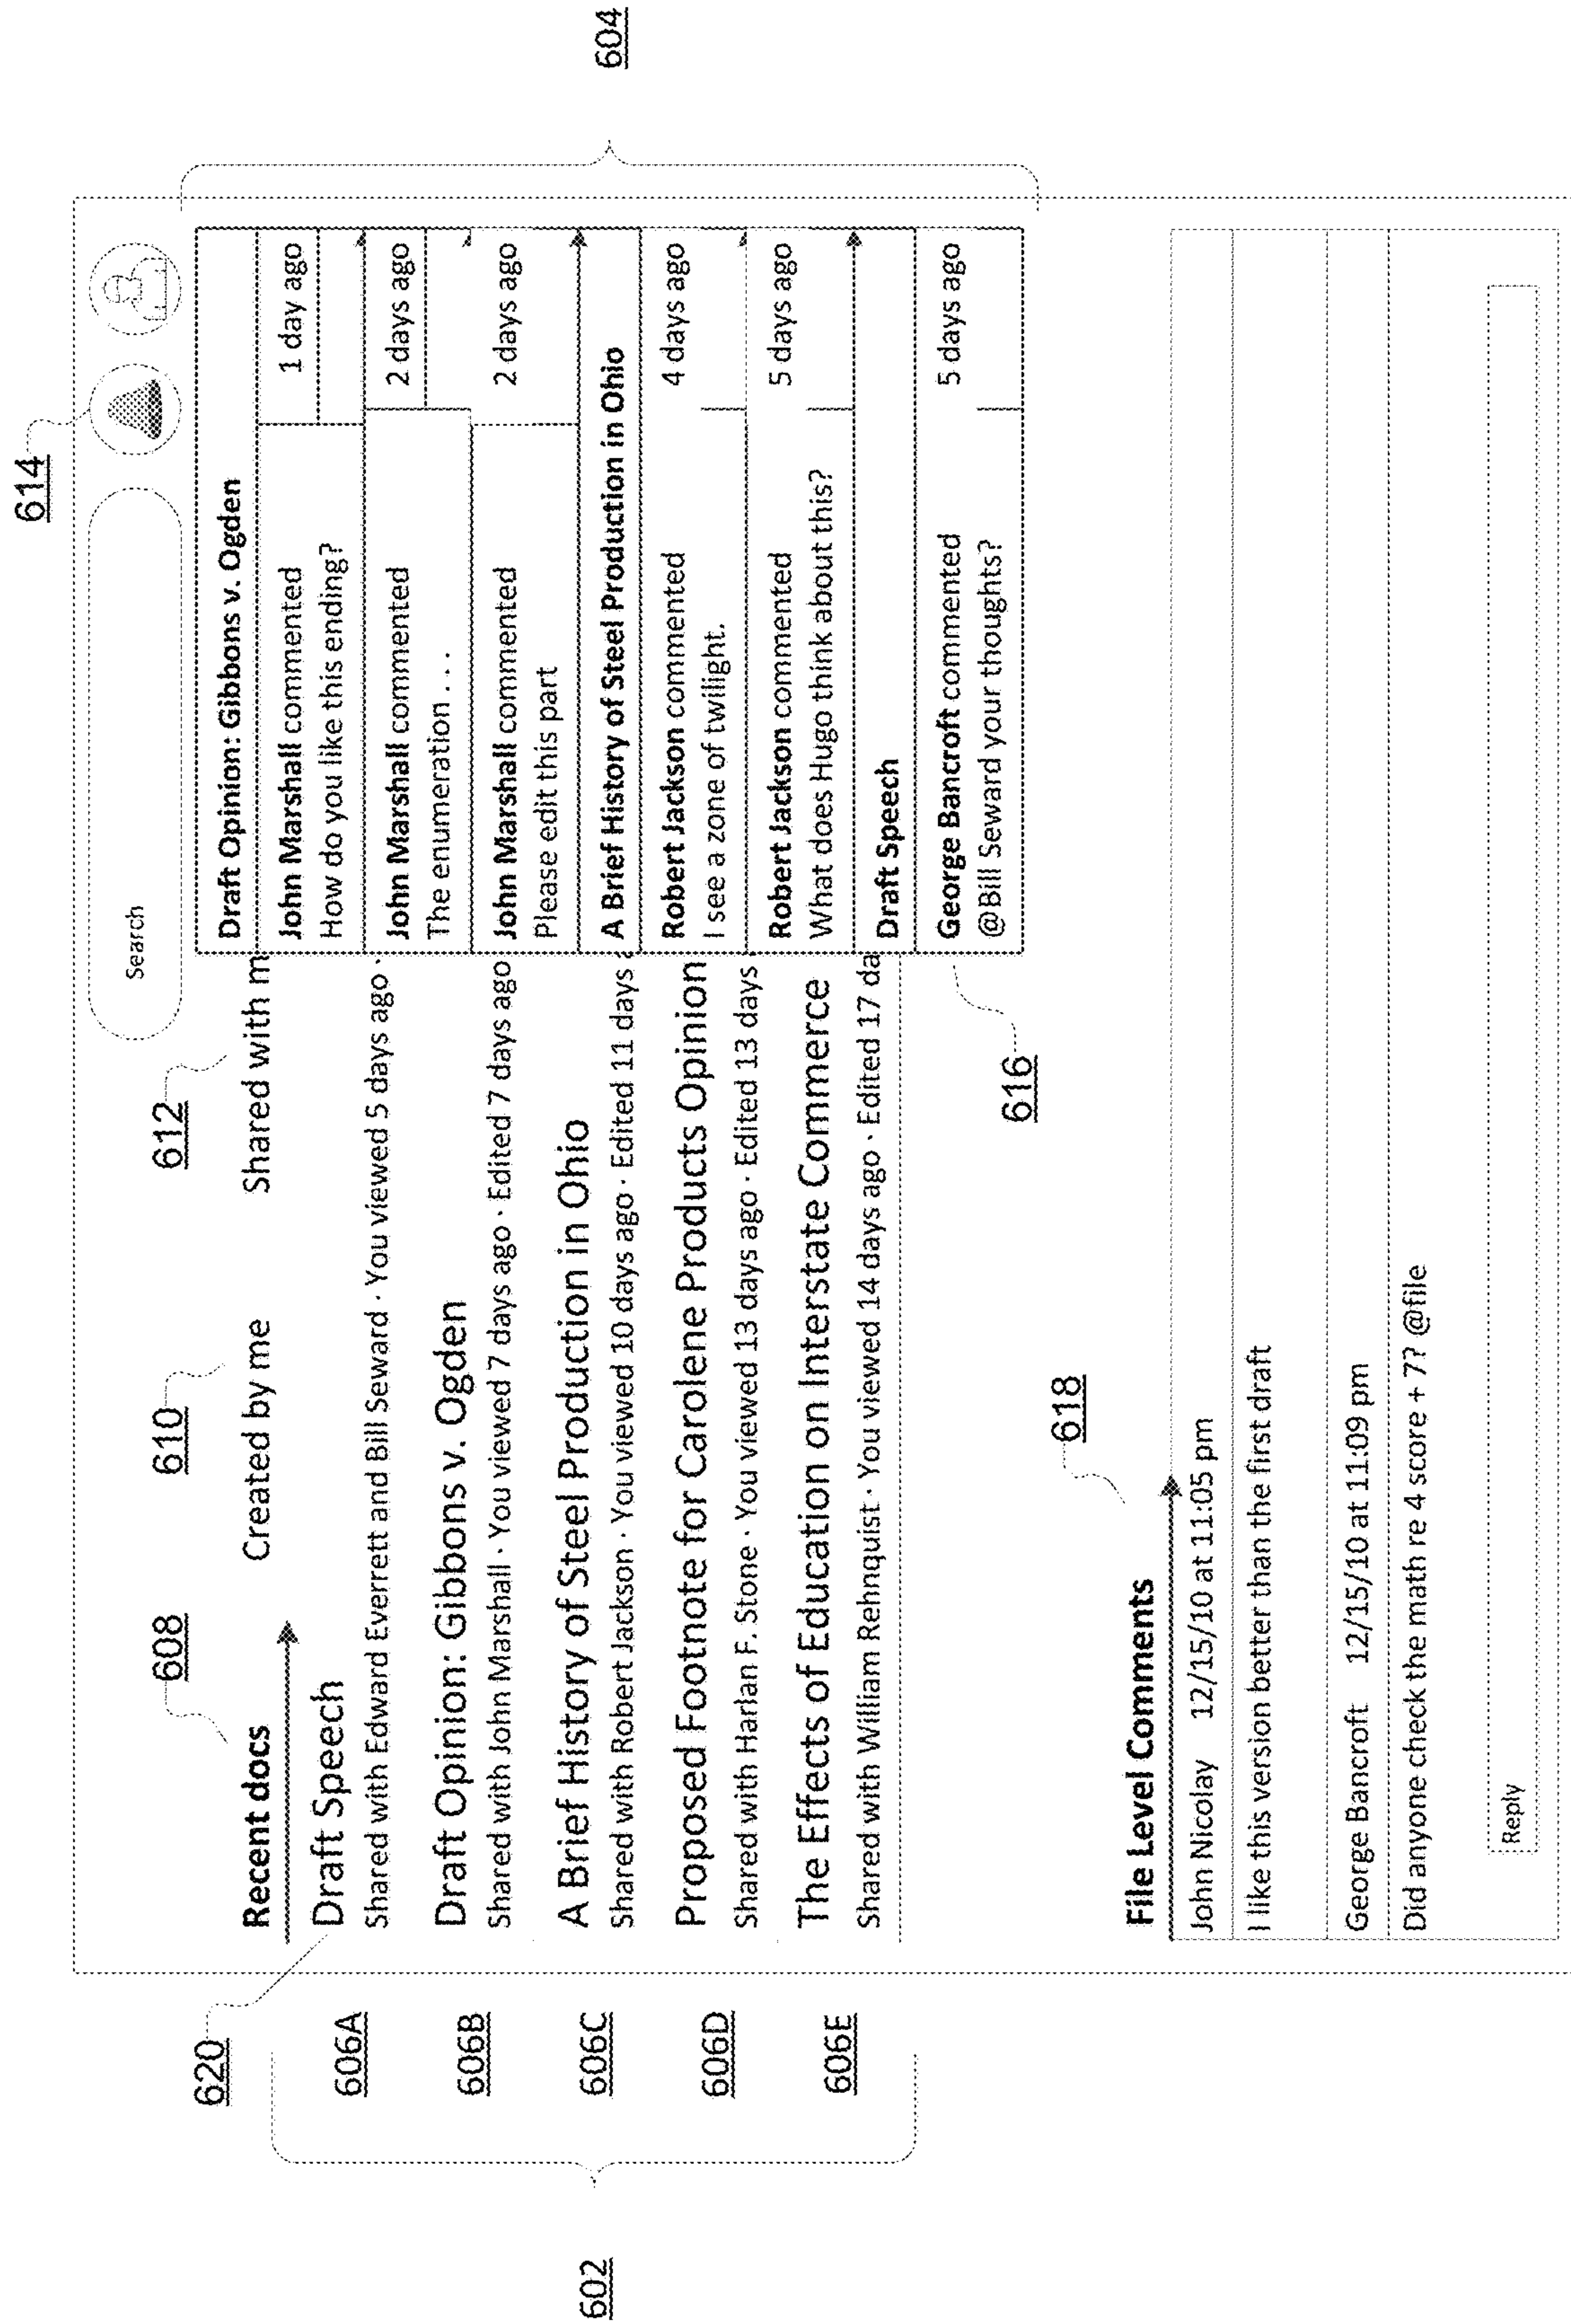 614
Search
604
608
610
612
Recent docs
Created by me
Shared with m
620
602
606A
Draft Speech
Shared with Edward Everrett and Bill Seward · You viewed 5 days ago ·
606B
Draft Opinion: Gibbons v. Ogden
Shared with John Marshall · You viewed 7 days ago · Edited 7 days ago
606C
A Brief History of Steel Production in Ohio
Shared with Robert Jackson · You viewed 10 days ago · Edited 11 days
606D
Proposed Footnote for Carolene Products Opinion
Shared with Harlan F. Stone · You viewed 13 days ago · Edited 13 days
606E
The Effects of Education on Interstate Commerce
Shared with William Rehnquist · You viewed 14 days ago · Edited 17 da
Draft Opinion: Gibbons v. Ogden
John Marshall commented 1 day ago
How do you like this ending?
John Marshall commented 2 days ago
The enumeration . . .
John Marshall commented 2 days ago
Please edit this part
A Brief History of Steel Production in Ohio
Robert Jackson commented 4 days ago
I see a zone of twilight.
Robert Jackson commented 5 days ago
What does Hugo think about this?
Draft Speech
George Bancroft commented 5 days ago
@Bill Seward your thoughts?
616
618
File Level Comments
John Nicolay 12/15/10 at 11:05 pm
I like this version better than the first draft
George Bancroft 12/15/10 at 11:09 pm
Did anyone check the math re 4 score + 7? @file
Reply